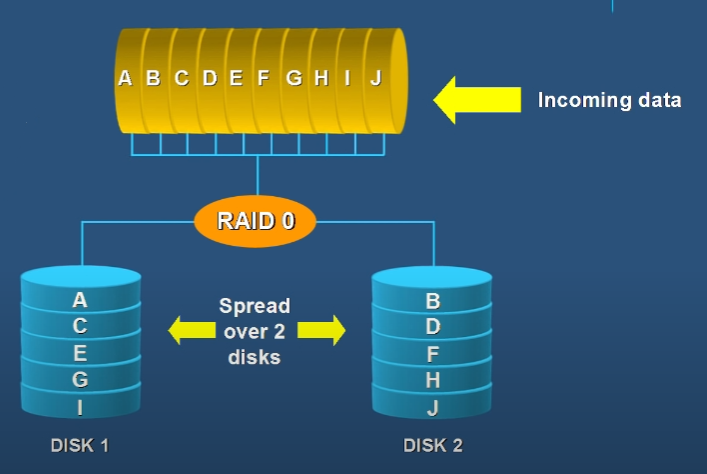 A B C D E F G H I J
Incoming data
RAID 0
A
C
E
G
I
Spread
over 2
disks
B
D
F
H
J
DISK 1
DISK 2